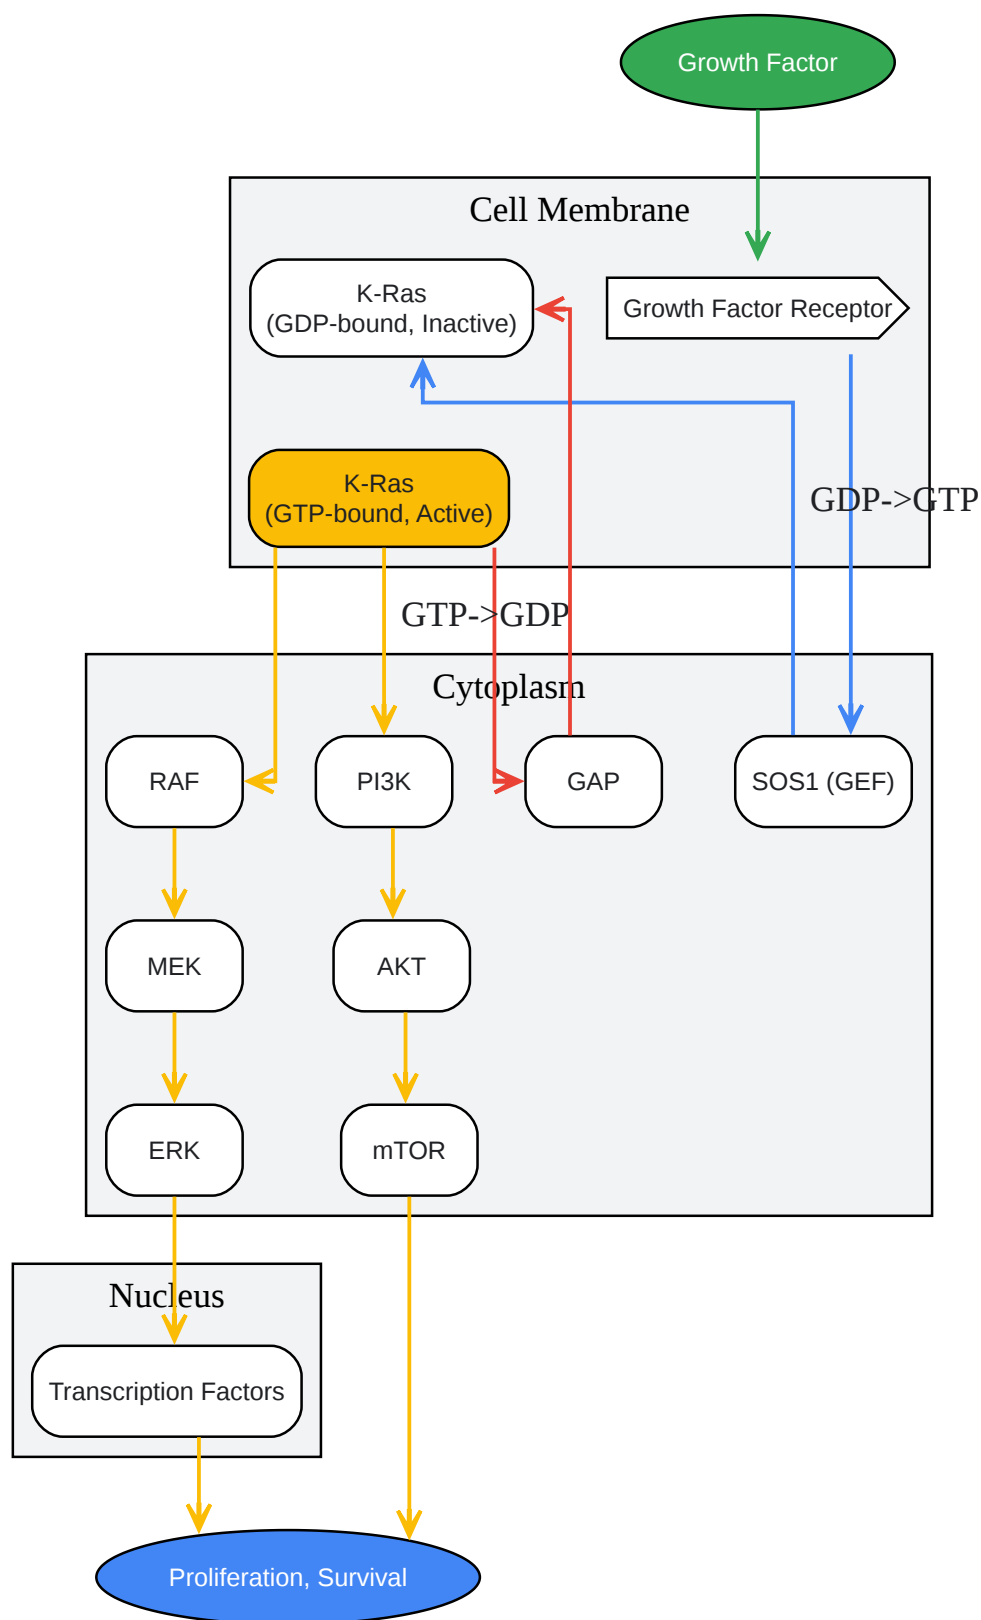 Growth Factor
Cell Membrane
K-Ras
(GDP-bound, Inactive)
Growth Factor Receptor
K-Ras
(GTP-bound, Active)
GDP->GTP
GTP->GDP
Cytoplasm
RAF
PI3K
GAP
SOS1 (GEF)
MEK
AKT
ERK
mTOR
Nucleus
Transcription Factors
Proliferation, Survival